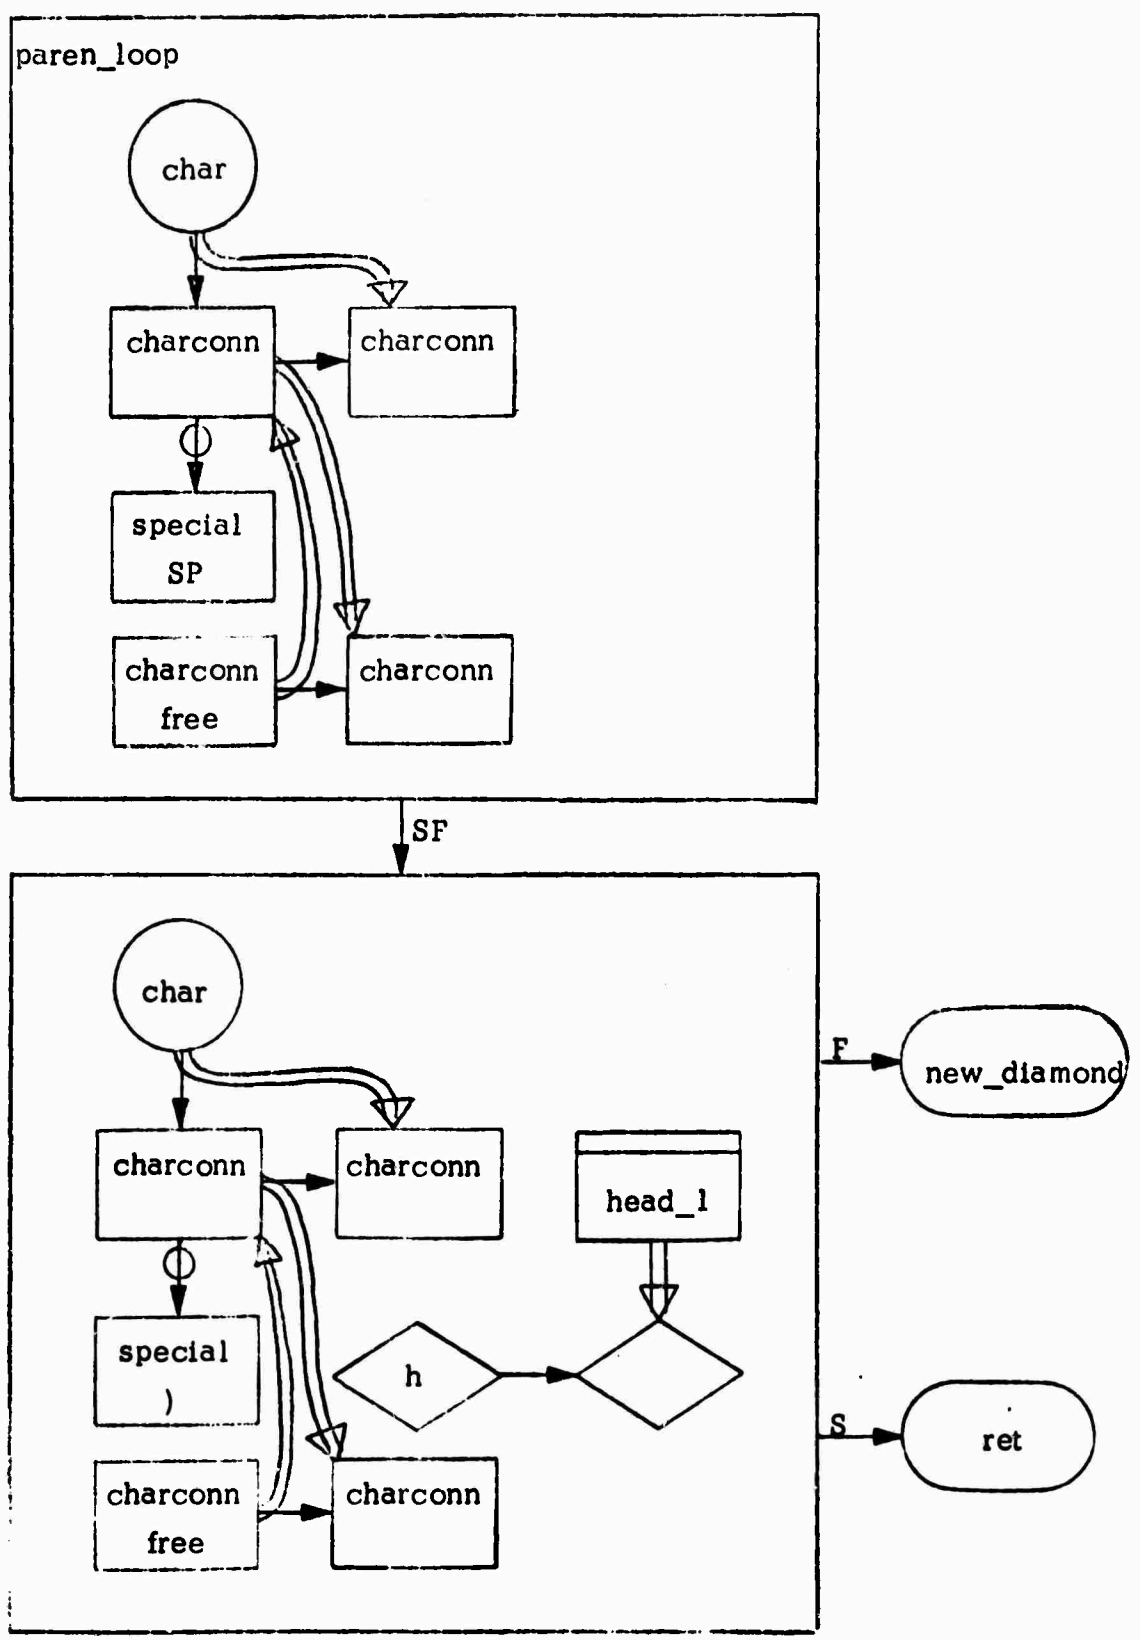 paren_loop
char
charconn
charconn
special
SP
charconn
free
charconn
SF
char
F
new_diamond
charconn
charconn
head_1
special
)
h
S
ret
charconn
free
charconn